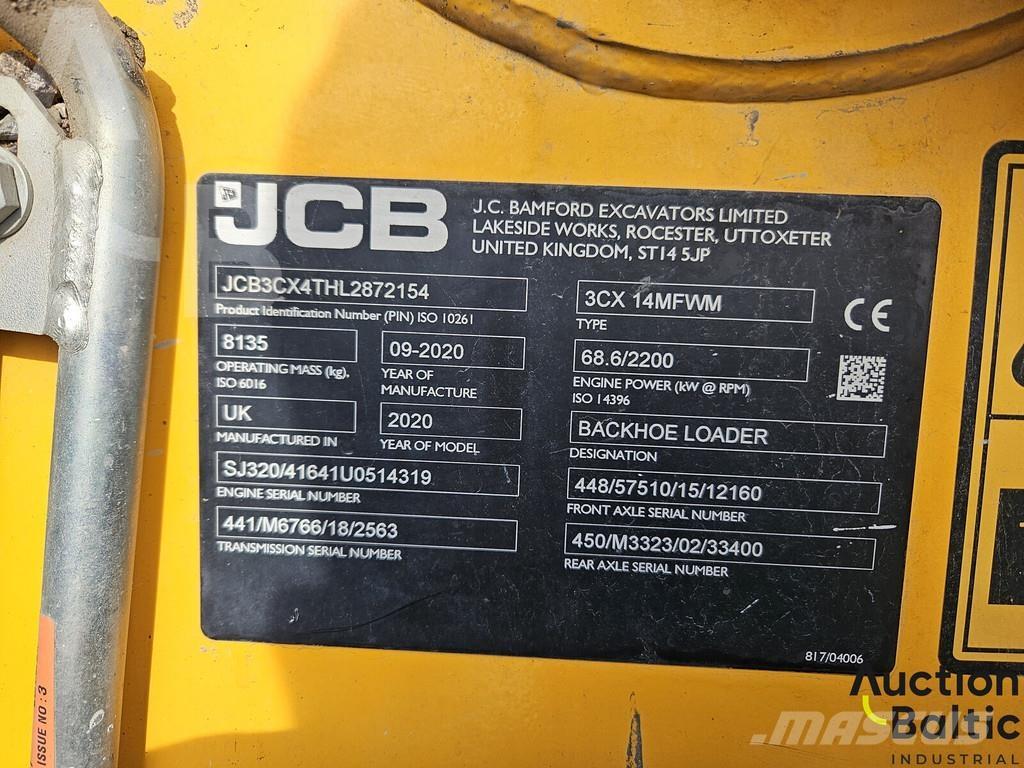 JCB
J.C. BAMFORD EXCAVATORS LIMITED
LAKESIDE WORKS, ROCESTER, UTTOXETER
UNITED KINGDOM, ST14 5JP
JCB3CX4THL2872154
Product Identification Number (PIN) ISO 10261
8135
OPERATING MASS (kg),
ISO 6016
09-2020
YEAR OF
MANUFACTURE
UK
MANUFACTURED IN
2020
YEAR OF MODEL
SJ320/41641U0514319
ENGINE SERIAL NUMBER
441/M6766/18/2563
TRANSMISSION SERIAL NUMBER
3CX 14MFWM
TYPE
CE
68.6/2200
ENGINE POWER (kW @ RPM)
ISO 14396
BACKHOE LOADER
DESIGNATION
448/57510/15/12160
FRONT AXLE SERIAL NUMBER
450/M3323/02/33400
REAR AXLE SERIAL NUMBER
817/04006
ISSUE NO : 3
Auction
Baltic
INDUSTRIAL
MASCUS